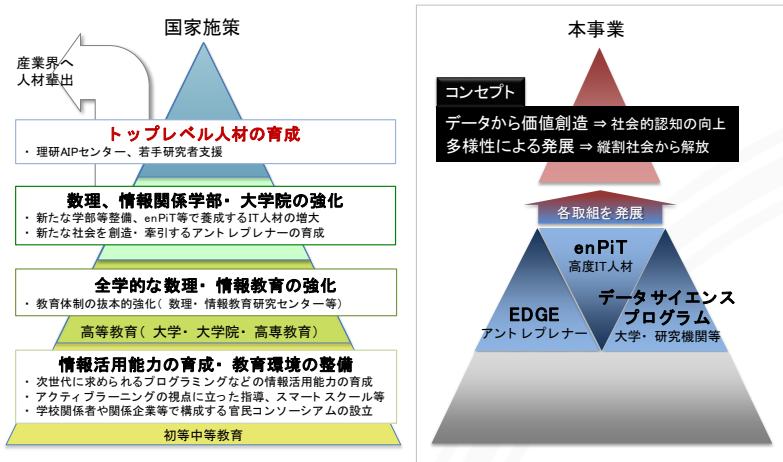 国家施策
産業界へ
人材輩出
トップレベル人材の育成
・ 理研AIPセンター、若手研究者支援
数理、情報関係学部・大学院の強化
・ 新たな学部等整備、enPiT等で養成するIT人材の増大
・ 新たな社会を創造・牽引するアントレプレナーの育成
全学的な数理・情報教育の強化
・ 教育体制の抜本的強化(数理・情報教育研究センター等)
高等教育(大学・大学院・高専教育)
情報活用能力の育成・教育環境の整備
・ 次世代に求められるプログラミングなどの情報活用能力の育成
・ アクティブラーニングの視点に立った指導、スマートスクール等
・ 学校関係者や関係企業等で構成する官民コンソーシアムの設立
初等中等教育
本事業
コンセプト
データから価値創造 ⇒ 社会的認知の向上
多様性による発展 ⇒ 縦割社会から解放
各取組を発展
enPiT
高度IT人材
EDGE
アントレプレナー
データサイエンス
プログラム
大学・研究機関等